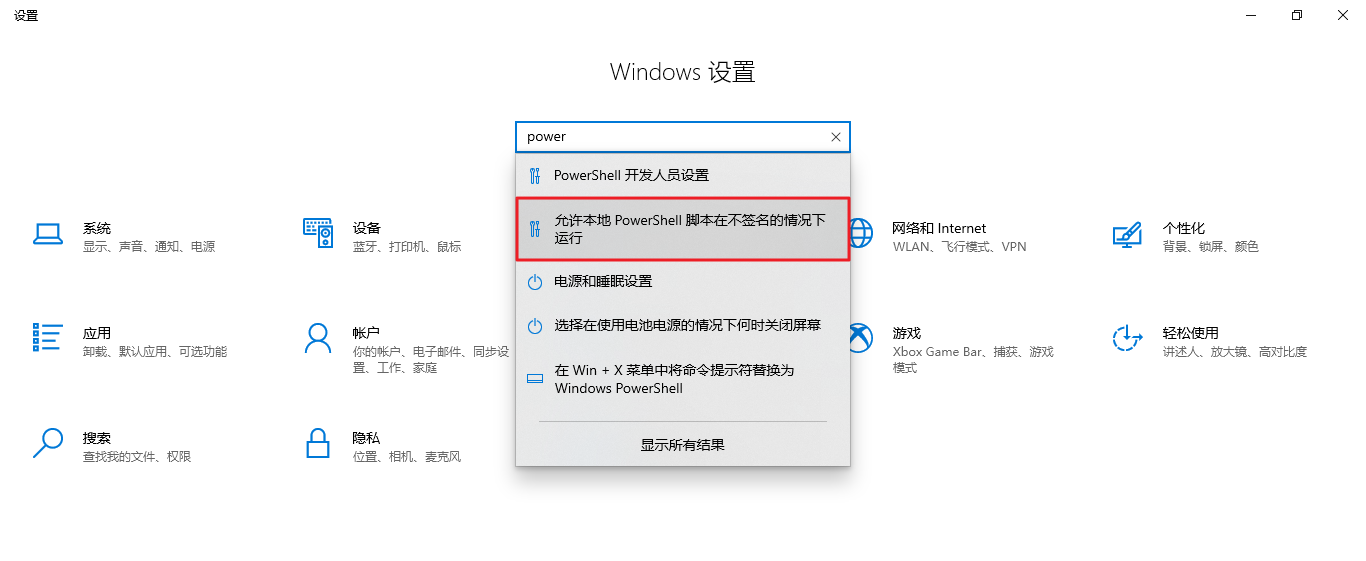 设置
Windows 设置
power
PowerShell 开发人员设置
允许本地 PowerShell 脚本在不签名的情况下
运行
电源和睡眠设置
选择在使用电池电源的情况下何时关闭屏幕
在 Win + X 菜单中将命令提示符替换为
Windows PowerShell
显示所有结果
系统
显示、声音、通知、电源
设备
蓝牙、打印机、鼠标
网络和 Internet
WLAN、飞行模式、VPN
个性化
背景、锁屏、颜色
应用
卸载、默认应用、可选功能
帐户
你的帐户、电子邮件、同步设
置、工作、家庭
游戏
Xbox Game Bar、捕获、游戏
模式
轻松使用
讲述人、放大镜、高对比度
搜索
查找我的文件、权限
隐私
位置、相机、麦克风